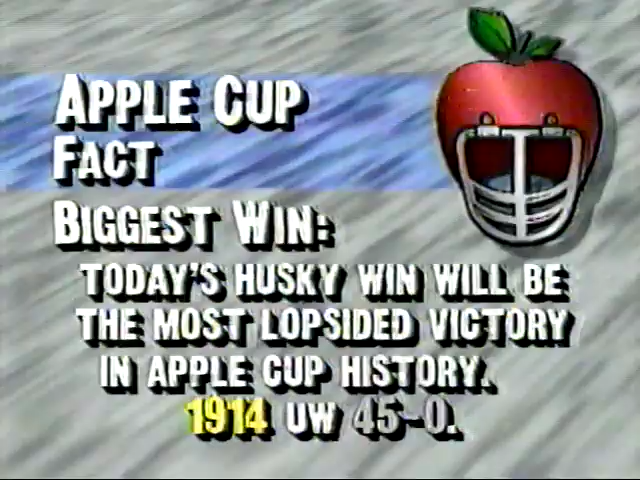 APPLE CUP
FACT
BIGGEST WIN:
TODAY'S HUSKY WIN WILL BE
THE MOST LOPSIDED VICTORY
IN APPLE CUP HISTORY.
1914 UW 45-0.